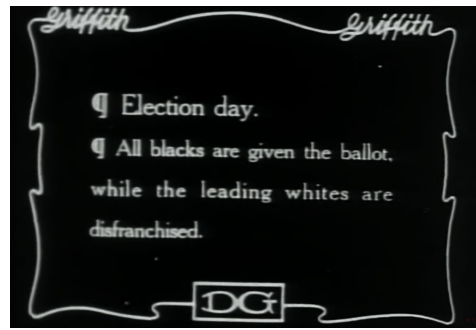 Griffith Griffith
¶ Election day.
¶ All blacks are given the ballot,
while the leading whites are
disfranchised.
DG